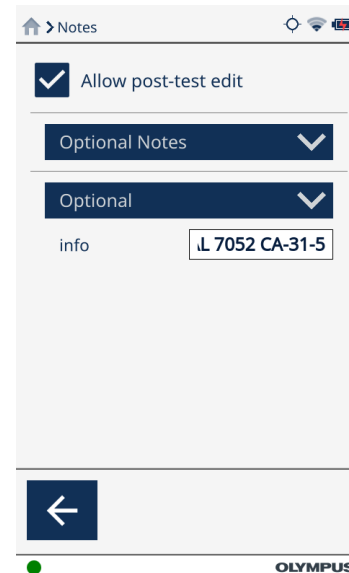 Notes
Allow post-test edit
Optional Notes
Optional
info
7052 CA-31-5
OLYMPUS